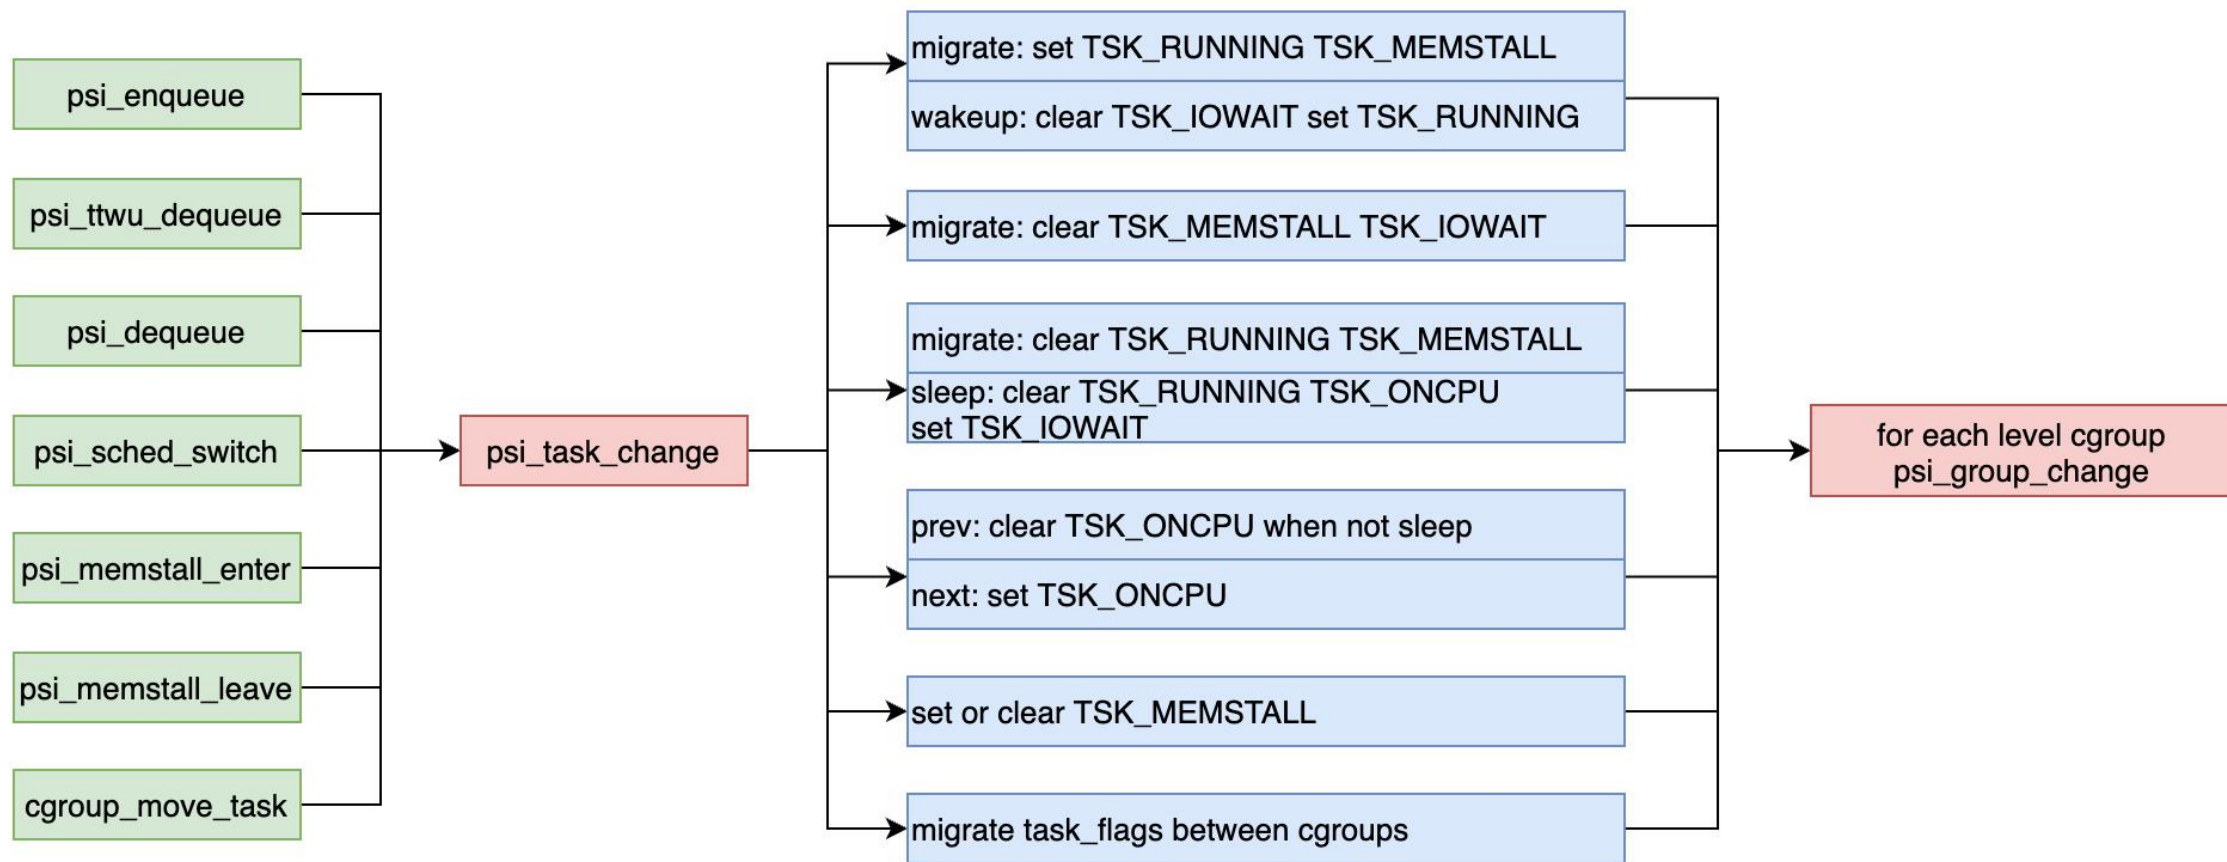 psi_enqueue
psi_ttwu_dequeue
psi_dequeue
psi_sched_switch
psi_memstall_enter
psi_memstall_leave
cgroup_move_task
psi_task_change
migrate: set TSK_RUNNING TSK_MEMSTALL
wakeup: clear TSK_IOWAIT set TSK_RUNNING
migrate: clear TSK_MEMSTALL TSK_IOWAIT
migrate: clear TSK_RUNNING TSK_MEMSTALL
sleep: clear TSK_RUNNING TSK_ONCPU
set TSK_IOWAIT
prev: clear TSK_ONCPU when not sleep
next: set TSK_ONCPU
set or clear TSK_MEMSTALL
migrate task_flags between cgroups
for each level cgroup
psi_group_change